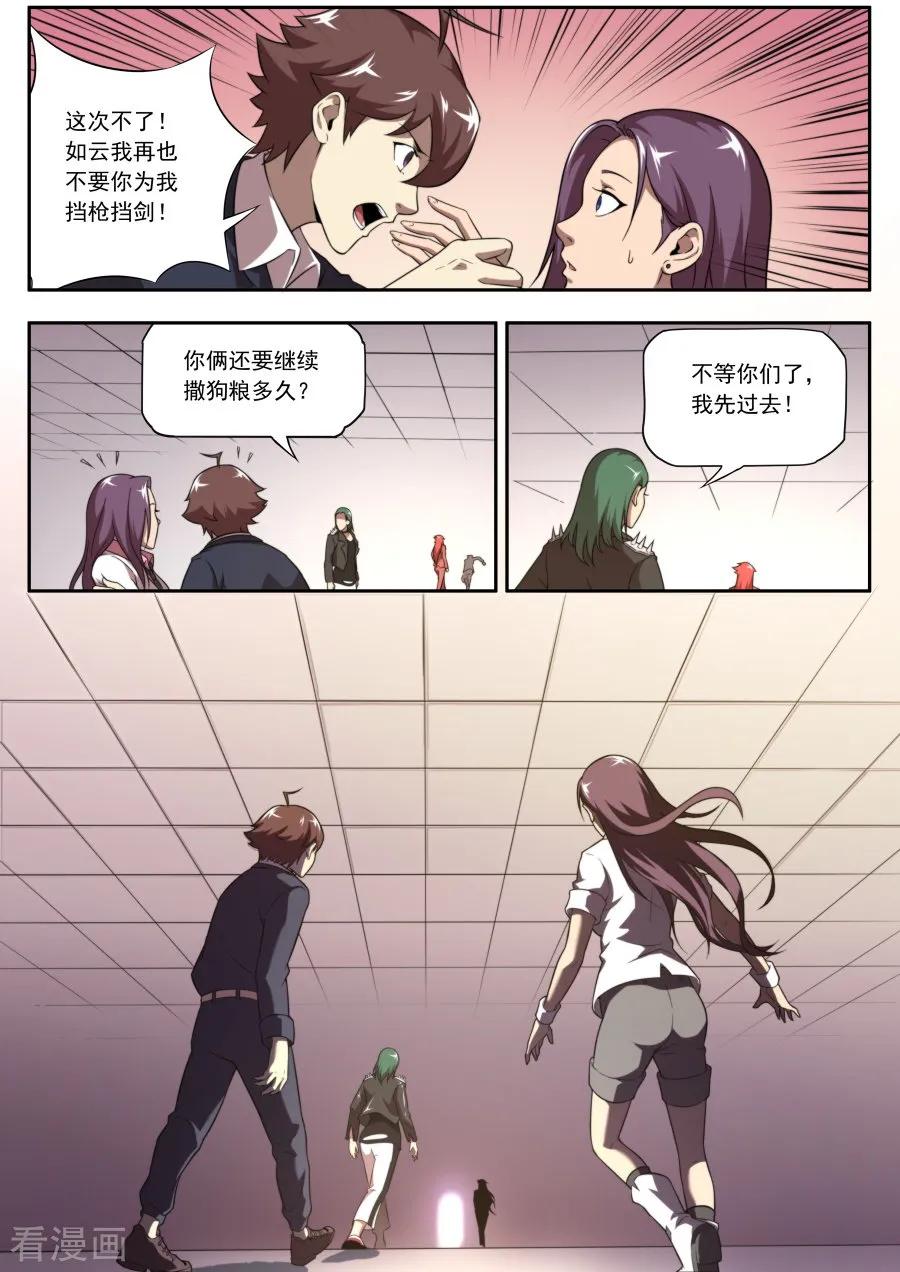 这次不了！
如云我再也
不要你为我
挡枪挡剑！
你俩还要继续
撒狗粮多久？
不等你们了，
我先过去！
看漫画